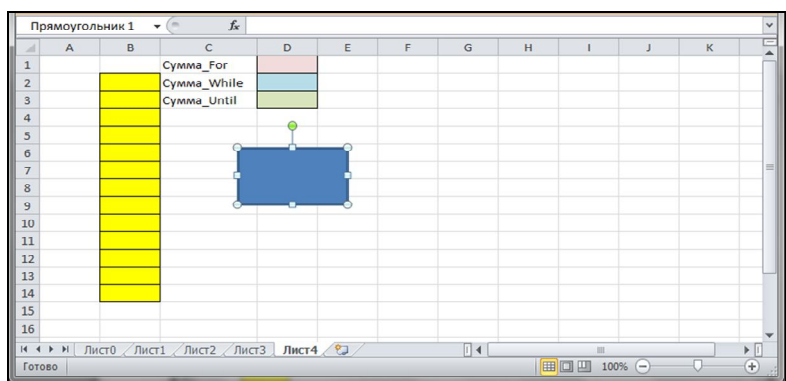 Прямоугольник 1 fx
A B C D E F G H I J K
1 Сумма_For
2 Сумма_While
3 Сумма_Until
4
5
6
7
8
9
10
11
12
13
14
15
16
Лист0 Лист1 Лист2 Лист3 Лист4
Готово 100%